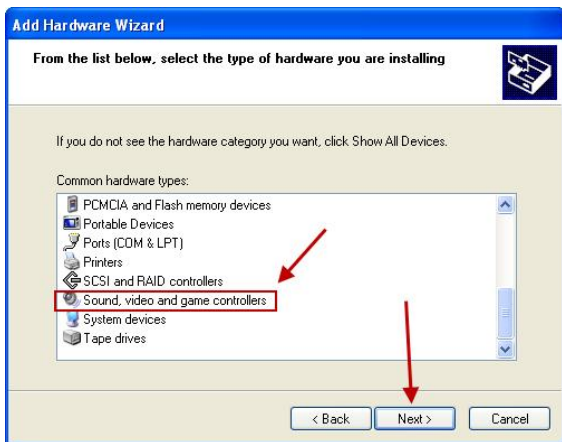 Add Hardware Wizard
From the list below, select the type of hardware you are installing
If you do not see the hardware category you want, click Show All Devices.
Common hardware types:
PCMCIA and Flash memory devices
Portable Devices
Ports (COM & LPT)
Printers
SCSI and RAID controllers
Sound, video and game controllers
System devices
Tape drives
< Back
Next >
Cancel